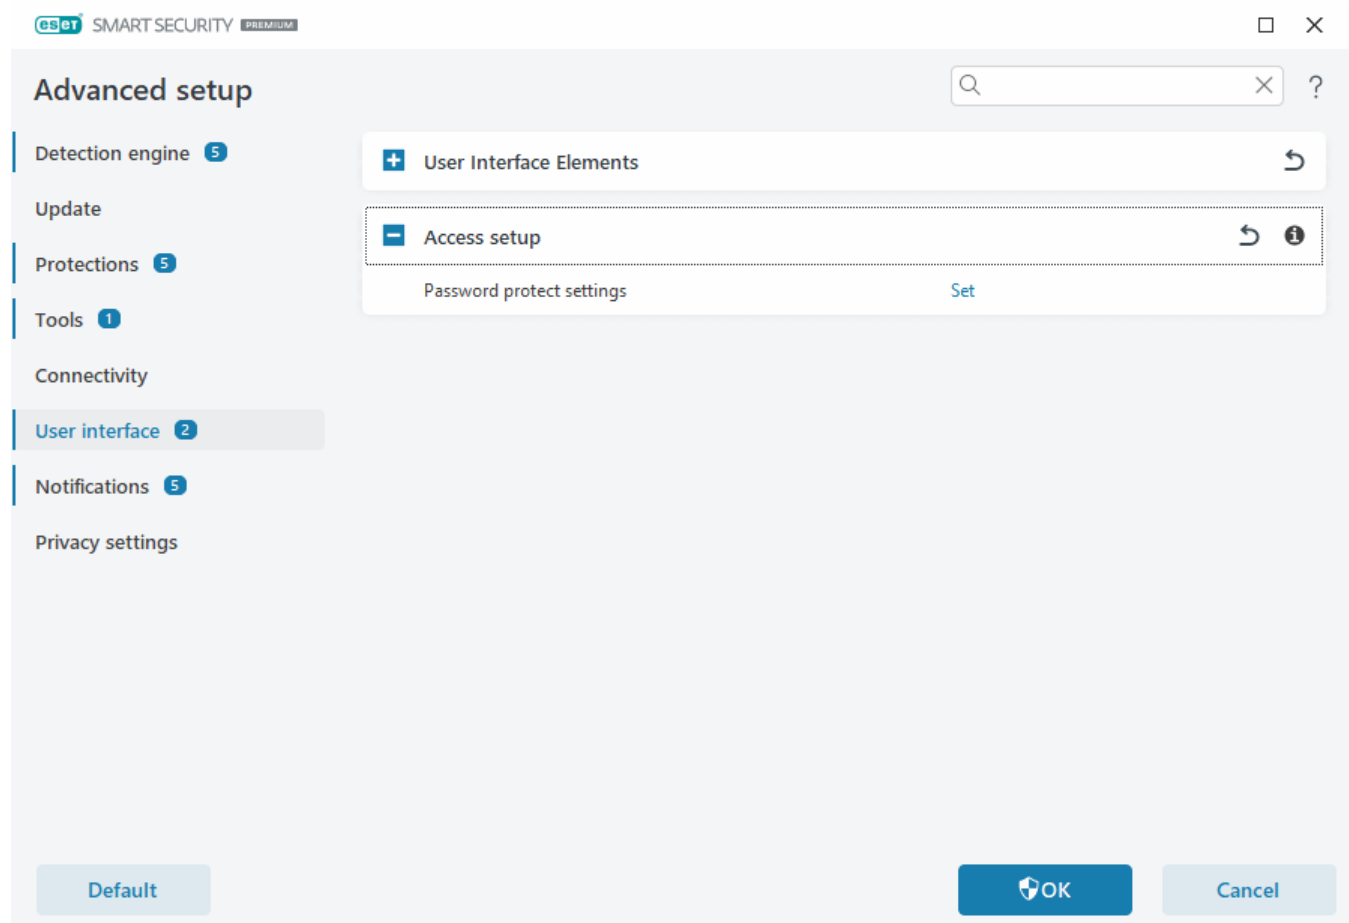 eset SMART SECURITY PREMIUM
Advanced setup
?
Detection engine 5
Update
Protections 5
Tools 1
Connectivity
User interface 2
Notifications 5
Privacy settings
User Interface Elements
Access setup
Password protect settings Set
Default
OK
Cancel